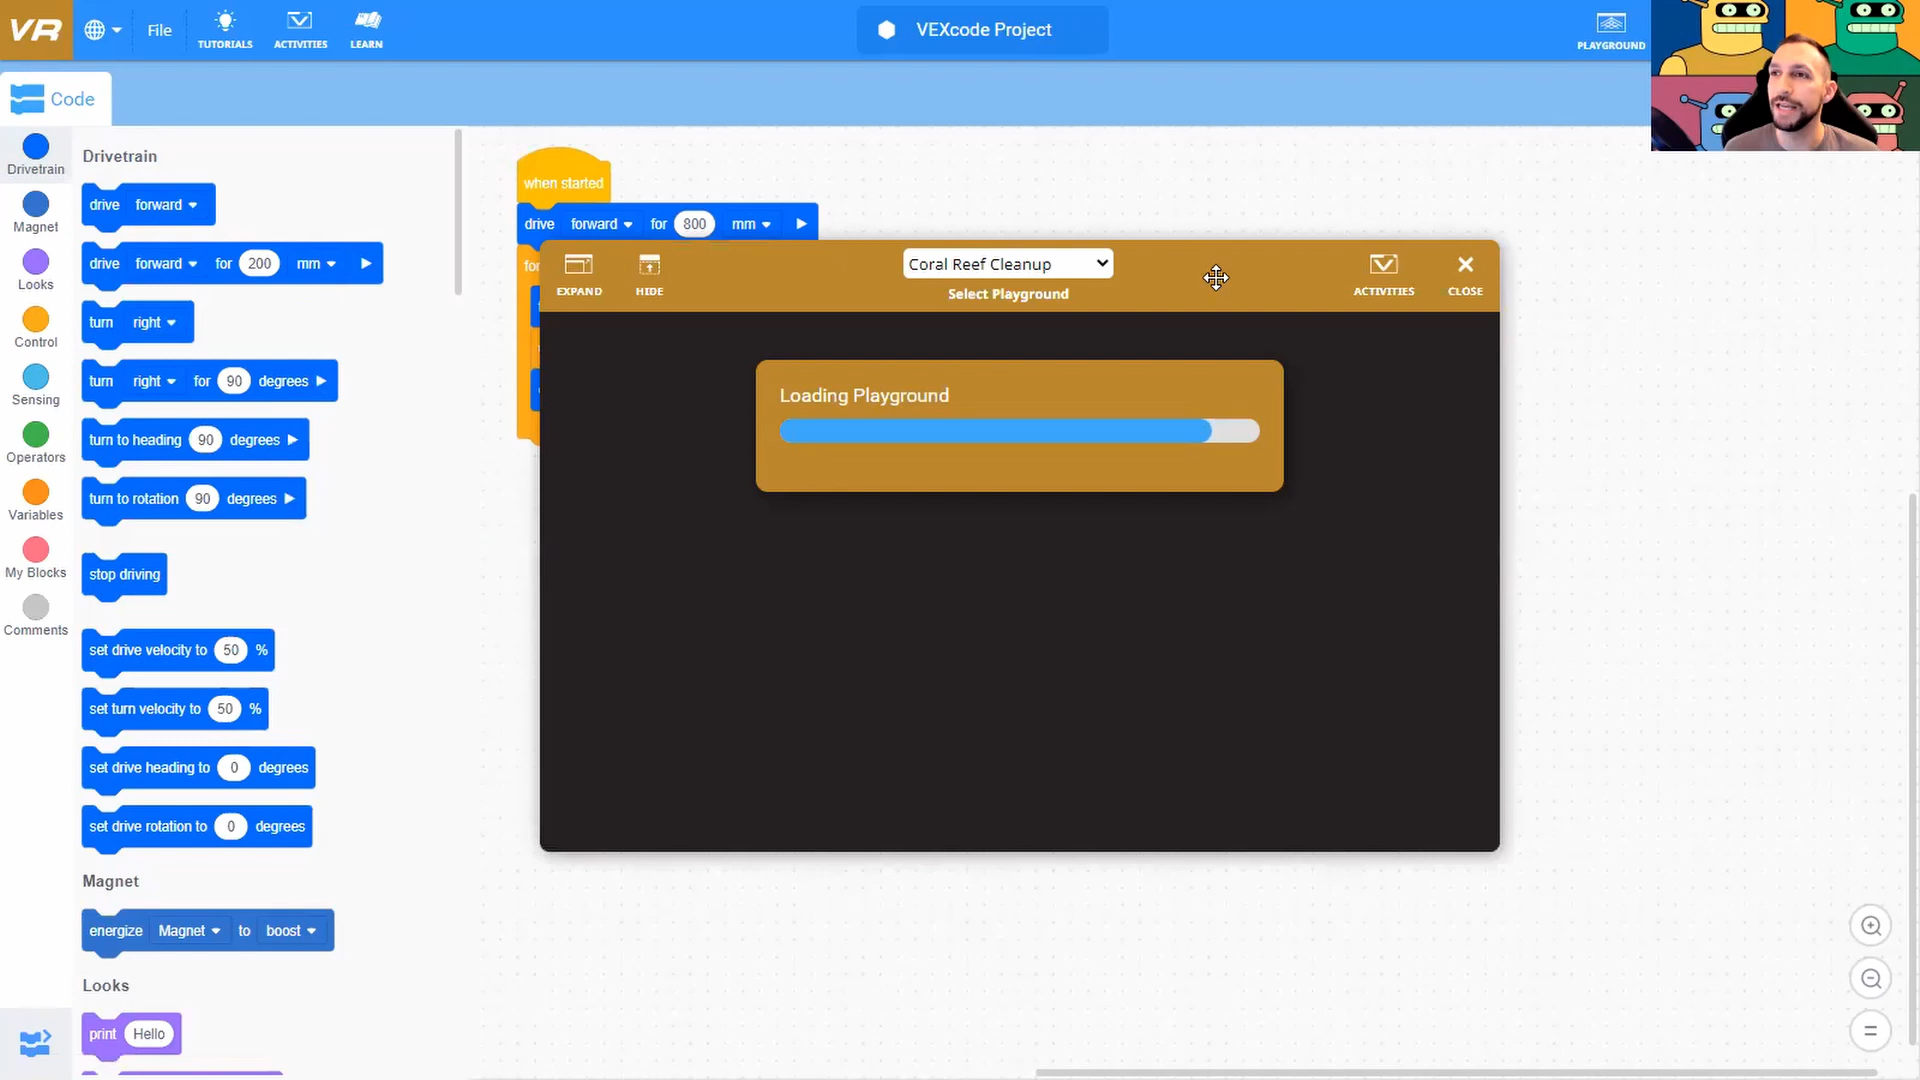 VR
File
TUTORIALS
ACTIVITIES
LEARN
VEXcode Project
PLAYGROUND
Code
Drivetrain
Magnet
Looks
Control
Sensing
Operators
Variables
My Blocks
Comments
Drivetrain
drive forward
drive forward for 200 mm
turn right
turn right for 90 degrees
turn to heading 90 degrees
turn to rotation 90 degrees
stop driving
set drive velocity to 50 %
set turn velocity to 50 %
set drive heading to 0 degrees
set drive rotation to 0 degrees
Magnet
energize Magnet to boost
Looks
print Hello
when started
drive forward for 800 mm
EXPAND
HIDE
Coral Reef Cleanup
Select Playground
ACTIVITIES
CLOSE
Loading Playground